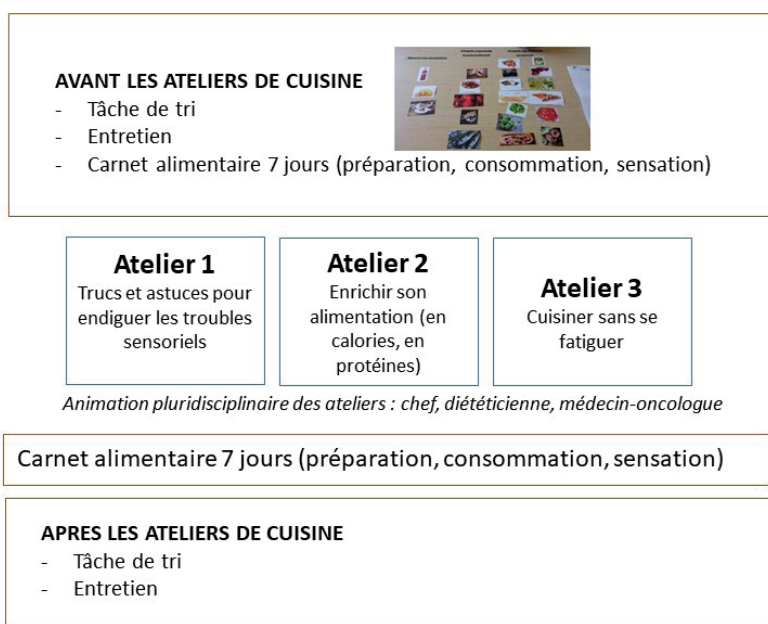 AVANT LES ATELIERS DE CUISINE
- Tâche de tri
- Entretien
- Carnet alimentaire 7 jours (préparation, consommation, sensation)
Atelier 1
Trucs et astuces pour
endiguer les troubles
sensoriels
Atelier 2
Enrichir son
alimentation (en
calories, en
protéines)
Atelier 3
Cuisiner sans se
fatiguer
Animation pluridisciplinaire des ateliers : chef, diététicienne, médecin-oncologue
Carnet alimentaire 7 jours (préparation, consommation, sensation)
APRES LES ATELIERS DE CUISINE
- Tâche de tri
- Entretien